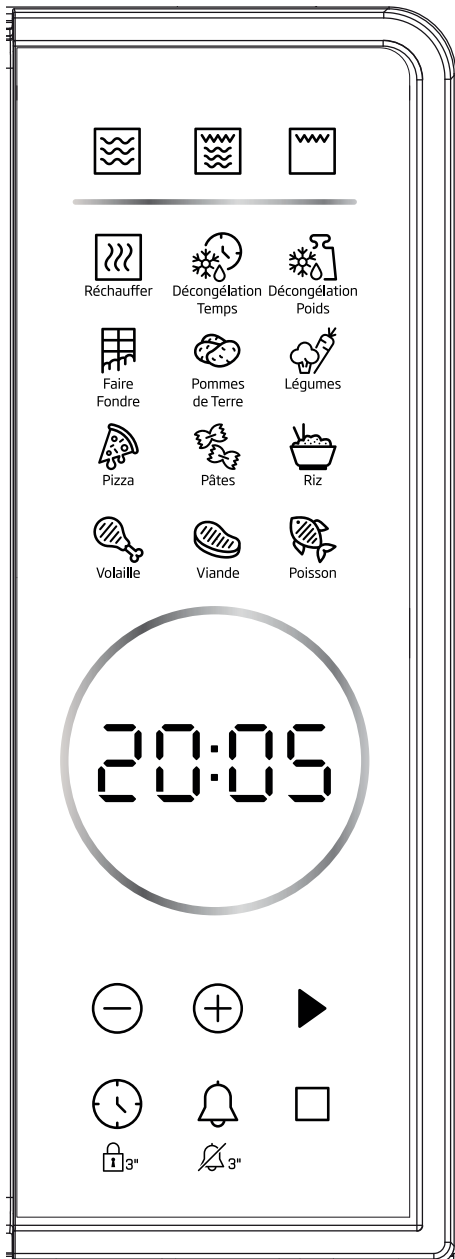 Réchauffer
Décongélation
Temps
Décongélation
Poids
Faire
Fondre
Pommes
de Terre
Légumes
Pizza
Pâtes
Riz
Volaille
Viande
Poisson
20:05
3"
3"